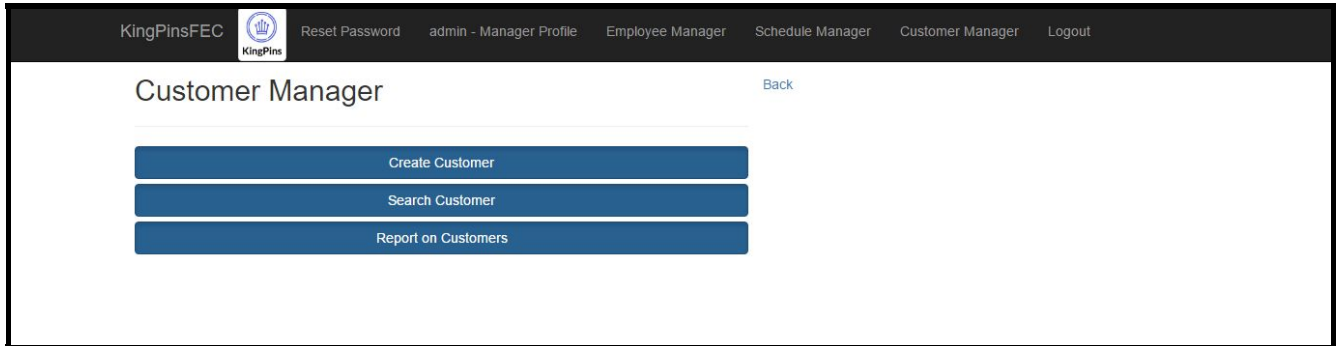 KingPinsFEC KingPins Reset Password admin - Manager Profile Employee Manager Schedule Manager Customer Manager Logout
Customer Manager
Back
Create Customer
Search Customer
Report on Customers